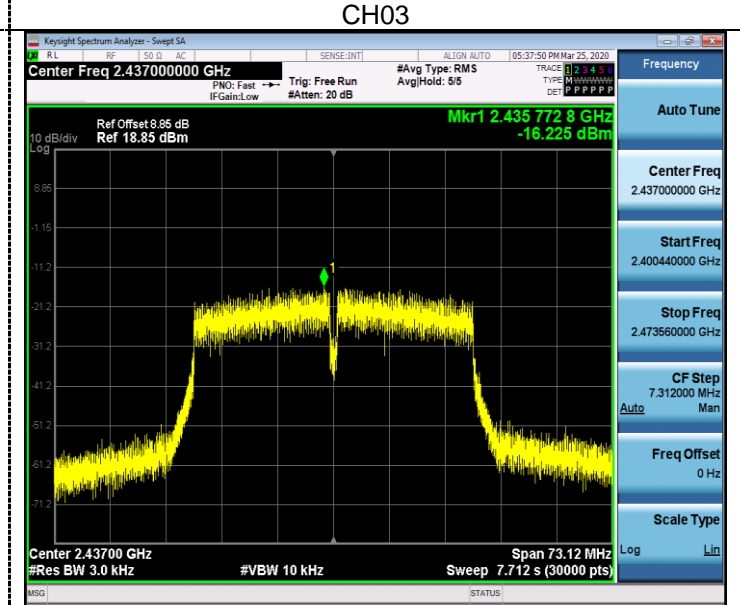 CH03
Keysight Spectrum Analyzer - Swept SA
RL RF 50 Ω AC SENSE:INT ALIGN AUTO 05:37:50 PM Mar 25, 2020
Center Freq 2.437000000 GHz
PNO: Fast
IFGain:Low
Trig: Free Run
#Atten: 20 dB
#Avg Type: RMS
Avg|Hold: 5/5
TRACE 1 2 3 4 5 6
TYPE M
DET P P P P P P
Mkr1 2.435 772 8 GHz
-16.225 dBm
Ref Offset 8.85 dB
10 dB/div Ref 18.85 dBm
Log
8.85
-1.15
-11.2
-21.2
-31.2
-41.2
-51.2
-61.2
-71.2
1
Center 2.43700 GHz Span 73.12 MHz
#Res BW 3.0 kHz #VBW 10 kHz Sweep 7.712 s (30000 pts)
MSG STATUS
Frequency
Auto Tune
Center Freq
2.437000000 GHz
Start Freq
2.400440000 GHz
Stop Freq
2.473560000 GHz
CF Step
7.312000 MHz
Auto Man
Freq Offset
0 Hz
Scale Type
Log Lin